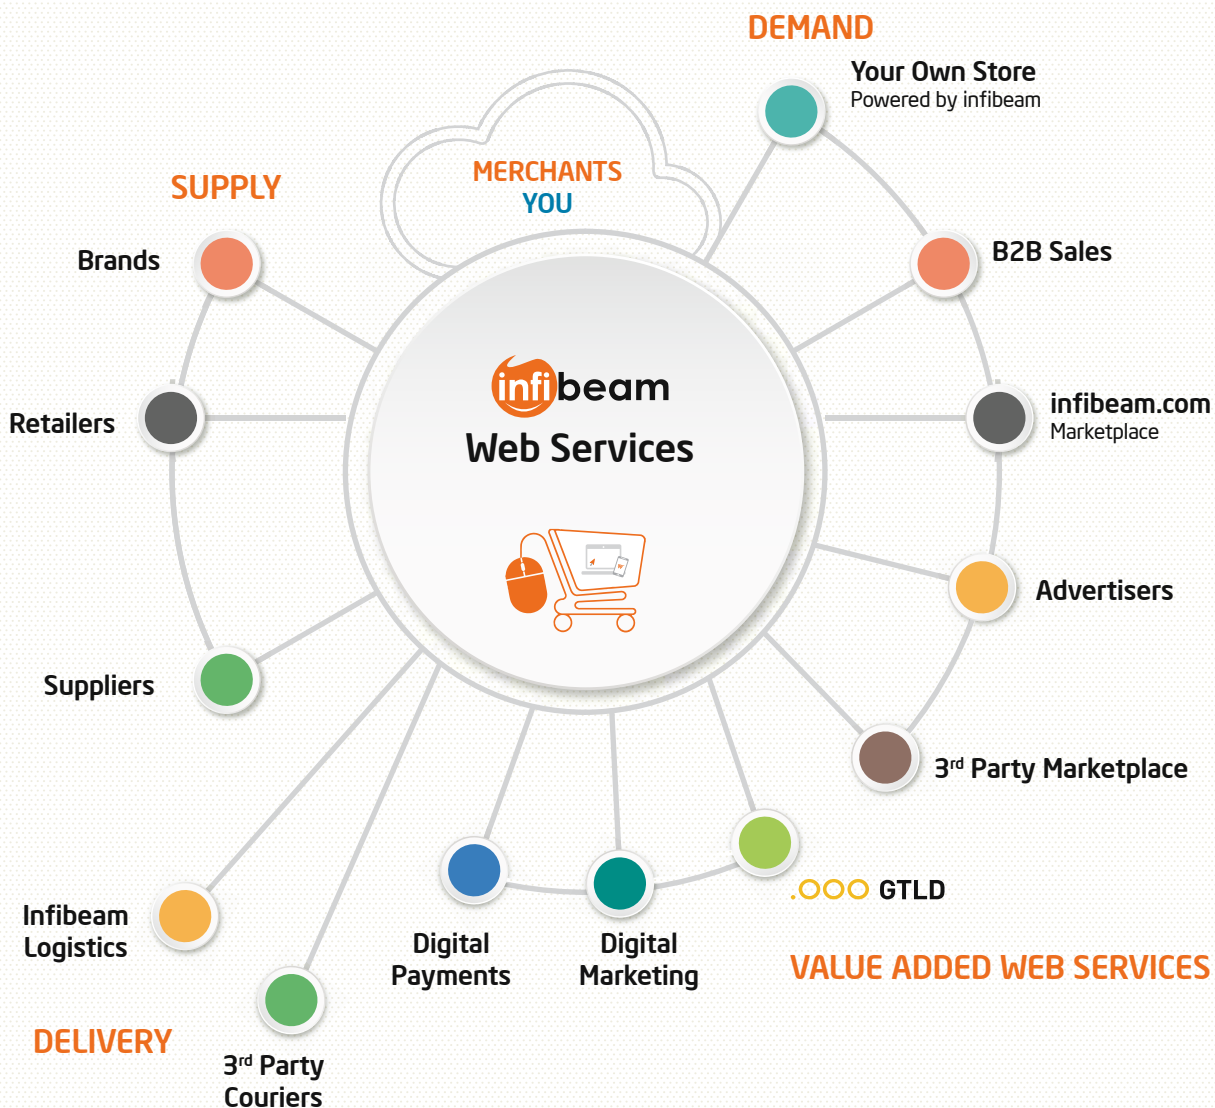 DEMAND
Your Own Store
Powered by infibeam
MERCHANTS
YOU
SUPPLY
Brands
B2B Sales
infibeam
Web Services
Retailers
infibeam.com
Marketplace
Advertisers
Suppliers
3rd Party Marketplace
.OOO GTLD
Infibeam
Logistics
Digital
Payments
Digital
Marketing
VALUE ADDED WEB SERVICES
DELIVERY
3rd Party
Couriers